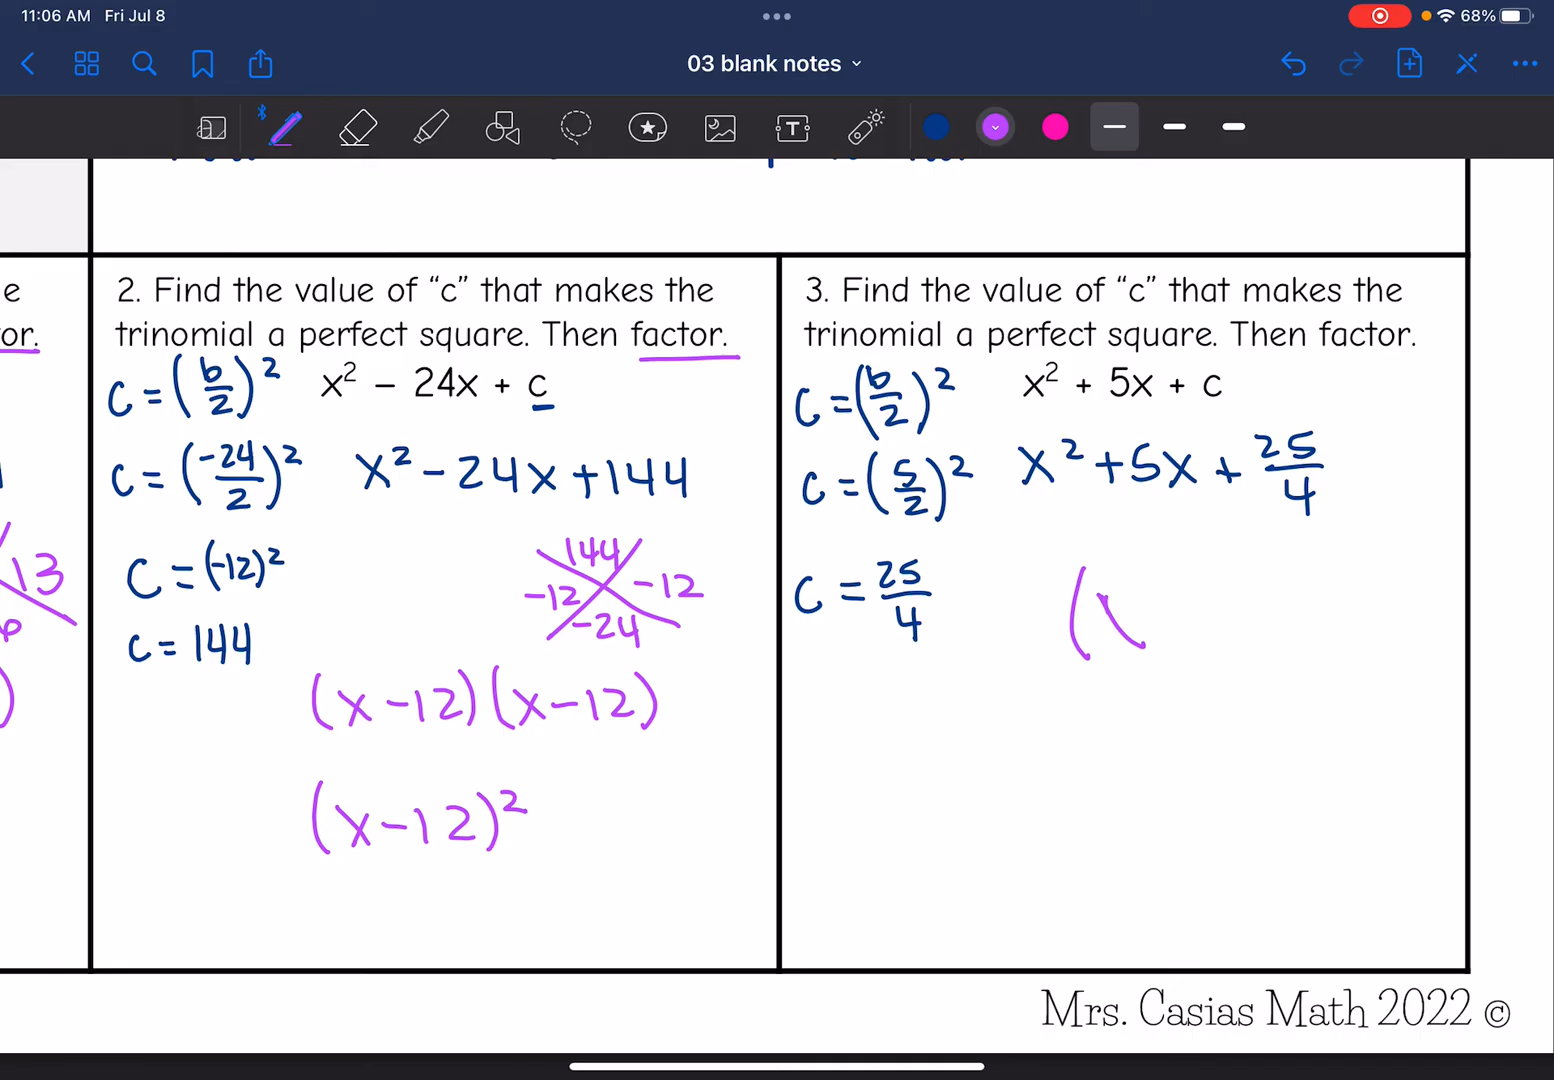 11:06 AM Fri Jul 8
68%
03 blank notes
e
or.
13
)
2. Find the value of “c” that makes the
trinomial a perfect square. Then factor.
C = (b/2)² x² − 24x + c
C = (-24/2)² x² - 24x + 144
C = (-12)²
C = 144
144
-12 -12
-24
(x - 12)(x - 12)
(x - 12)²
3. Find the value of “c” that makes the
trinomial a perfect square. Then factor.
C = (b/2)² x² + 5x + c
C = (5/2)² x² + 5x + 25/4
C = 25/4
(
Mrs. Casias Math 2022 ©